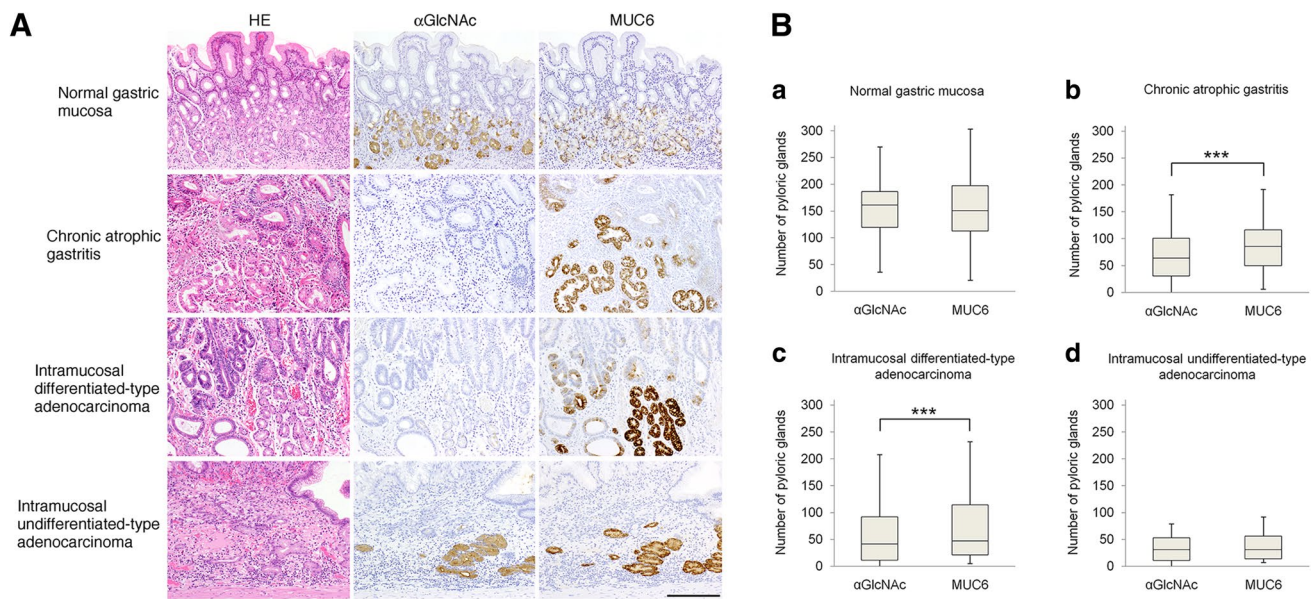 A
HE
αGlcNAc
MUC6
Normal gastric
mucosa
Chronic atrophic
gastritis
Intramucosal
differentiated-type
adenocarcinoma
Intramucosal
undifferentiated-type
adenocarcinoma
B
a
Normal gastric mucosa
Number of pyloric glands
300
250
200
150
100
50
0
αGlcNAc
MUC6
b
Chronic atrophic gastritis
Number of pyloric glands
300
250
200
150
100
50
0
***
αGlcNAc
MUC6
c
Intramucosal differentiated-type
adenocarcinoma
Number of pyloric glands
300
250
200
150
100
50
0
***
αGlcNAc
MUC6
d
Intramucosal undifferentiated-type
adenocarcinoma
Number of pyloric glands
300
250
200
150
100
50
0
αGlcNAc
MUC6